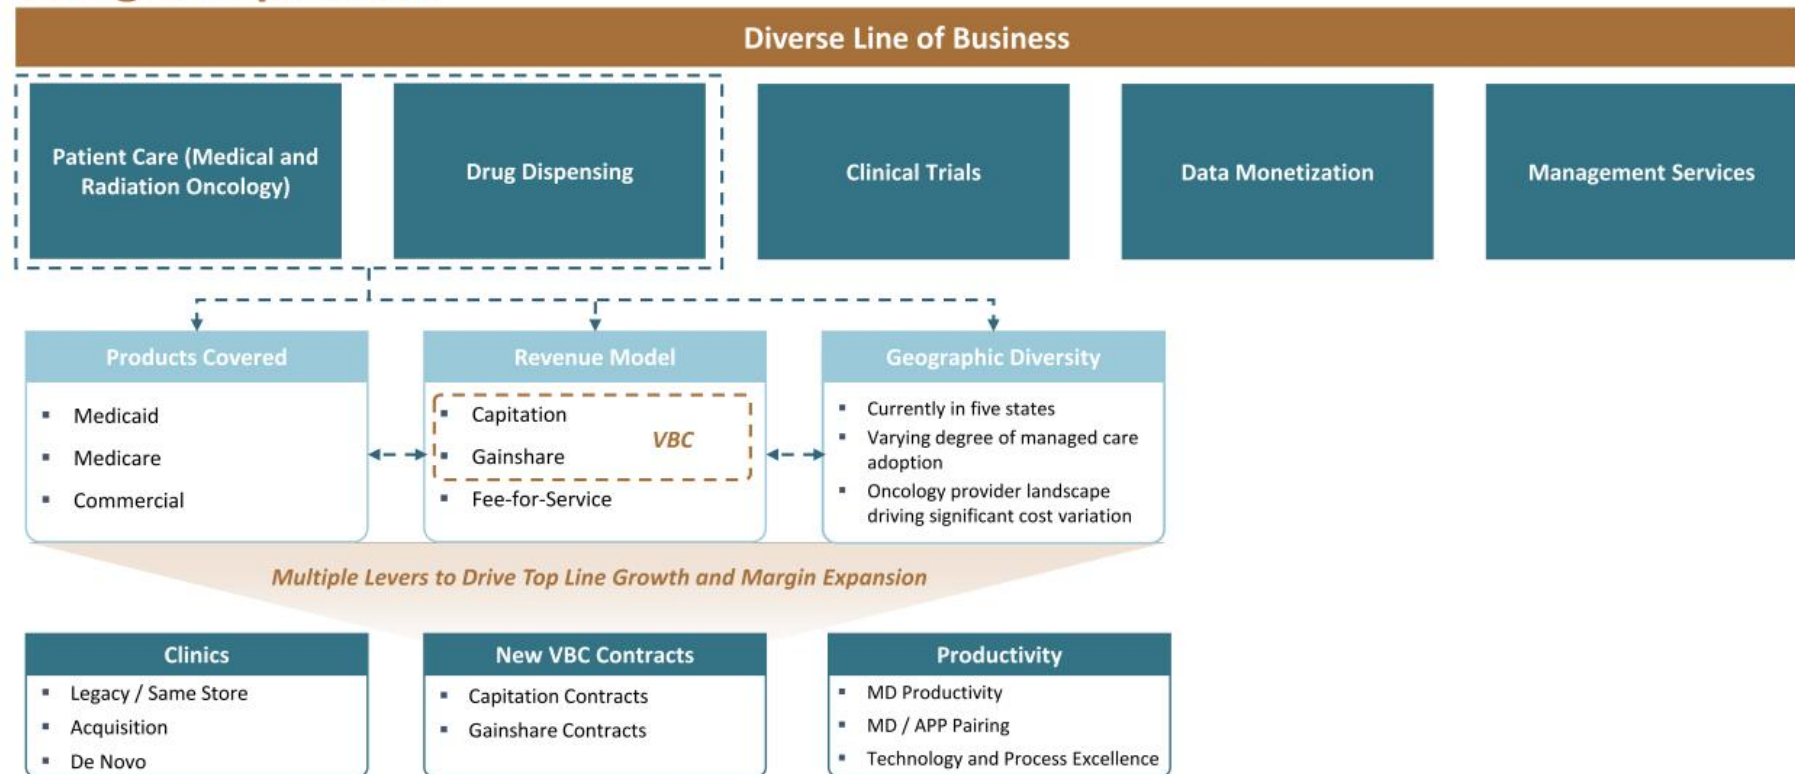 Diverse Line of Business
Patient Care (Medical and
Radiation Oncology)
Drug Dispensing
Clinical Trials
Data Monetization
Management Services
Products Covered
▪ Medicaid
▪ Medicare
▪ Commercial
Revenue Model
▪ Capitation
▪ Gainshare
VBC
▪ Fee-for-Service
Geographic Diversity
▪ Currently in five states
▪ Varying degree of managed care
adoption
▪ Oncology provider landscape
driving significant cost variation
Multiple Levers to Drive Top Line Growth and Margin Expansion
Clinics
▪ Legacy / Same Store
▪ Acquisition
▪ De Novo
New VBC Contracts
▪ Capitation Contracts
▪ Gainshare Contracts
Productivity
▪ MD Productivity
▪ MD / APP Pairing
▪ Technology and Process Excellence